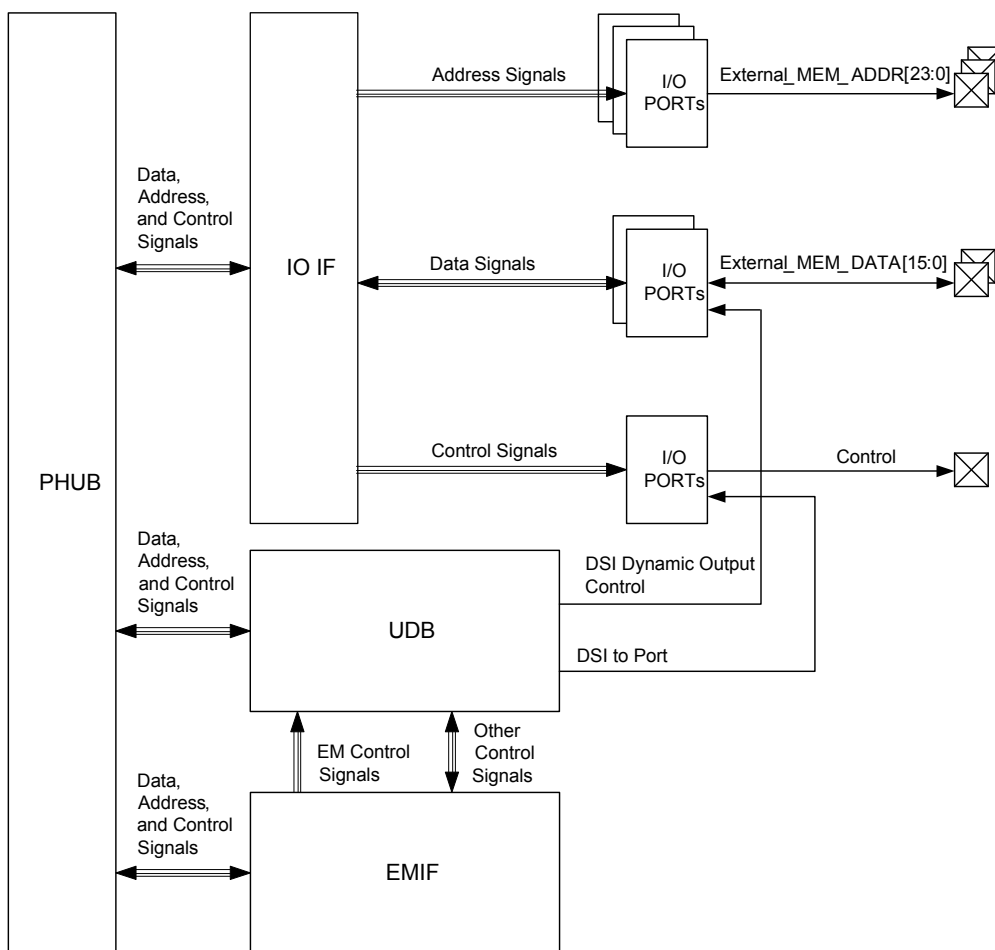 Address Signals
I/O
PORTs
External_MEM_ADDR[23:0]
Data,
Address,
and Control
Signals
IO IF
Data Signals
I/O
PORTs
External_MEM_DATA[15:0]
Control Signals
I/O
PORTs
Control
PHUB
Data,
Address,
and Control
Signals
UDB
DSI Dynamic Output
Control
DSI to Port
EM Control
Signals
Other
Control
Signals
Data,
Address,
and Control
Signals
EMIF